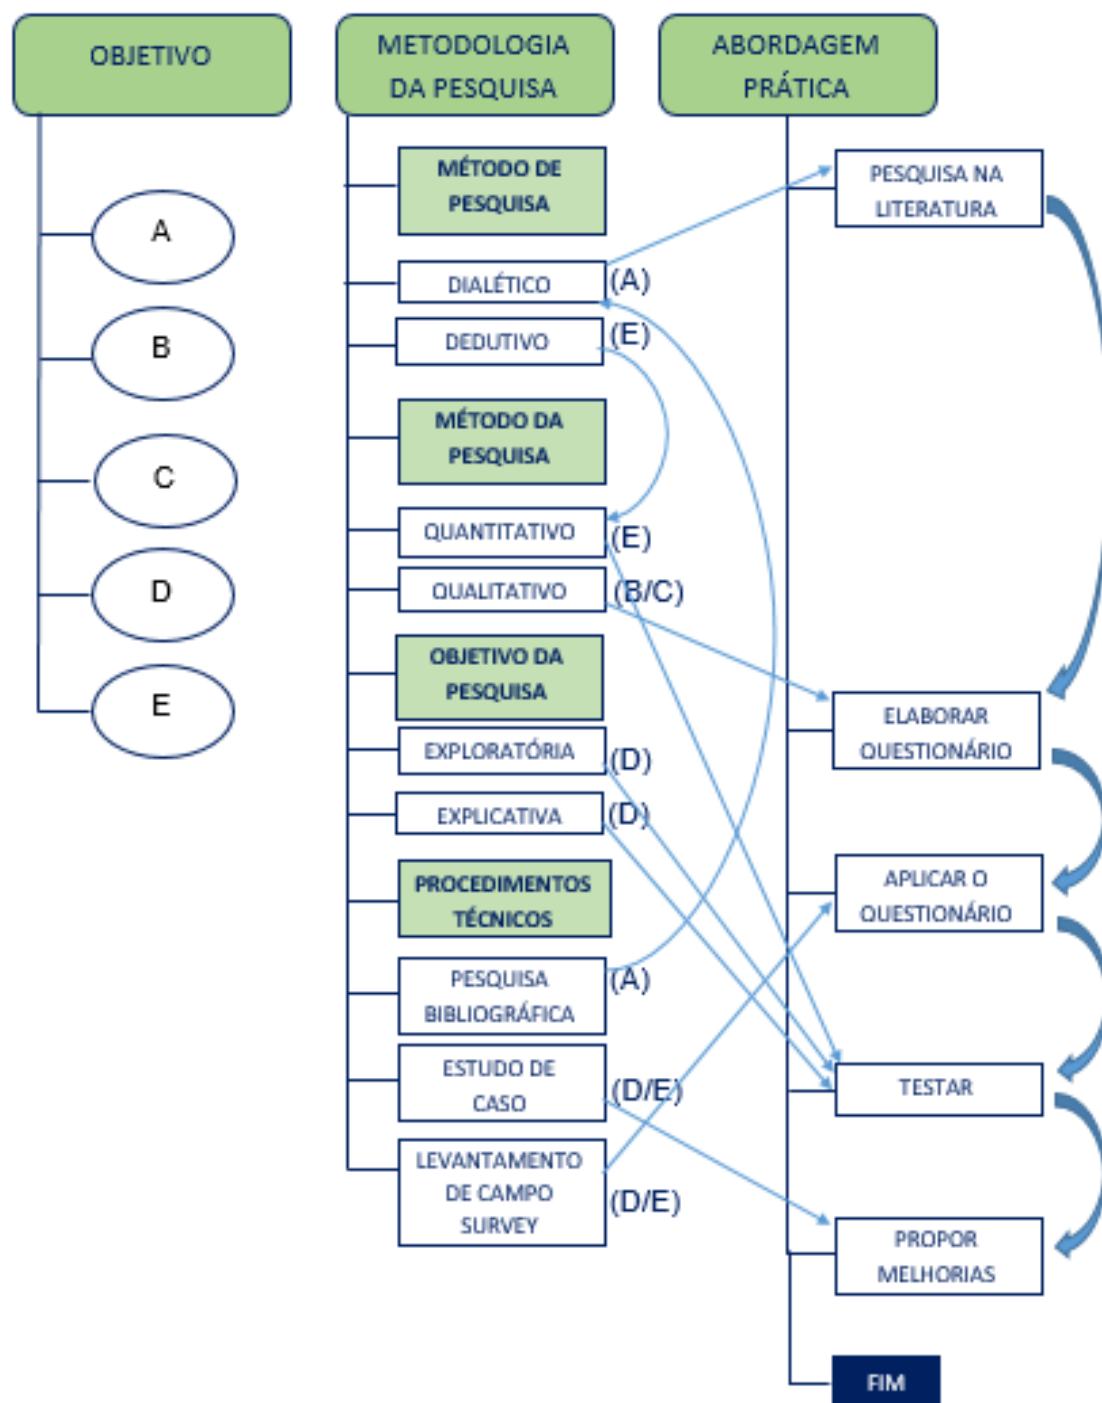 OBJETIVO
A
B
C
D
E
METODOLOGIA
DA PESQUISA
MÉTODO DE
PESQUISA
DIALÉTICO
(A)
DEDUTIVO
(E)
MÉTODO DA
PESQUISA
QUANTITATIVO
(E)
QUALITATIVO
(B/C)
OBJETIVO DA
PESQUISA
EXPLORATÓRIA
(D)
EXPLICATIVA
(D)
PROCEDIMENTOS
TÉCNICOS
PESQUISA
BIBLIOGRÁFICA
(A)
ESTUDO DE
CASO
(D/E)
LEVANTAMENTO
DE CAMPO
SURVEY
(D/E)
ABORDAGEM
PRÁTICA
PESQUISA NA
LITERATURA
ELABORAR
QUESTIONÁRIO
APLICAR O
QUESTIONÁRIO
TESTAR
PROPOR
MELHORIAS
FIM